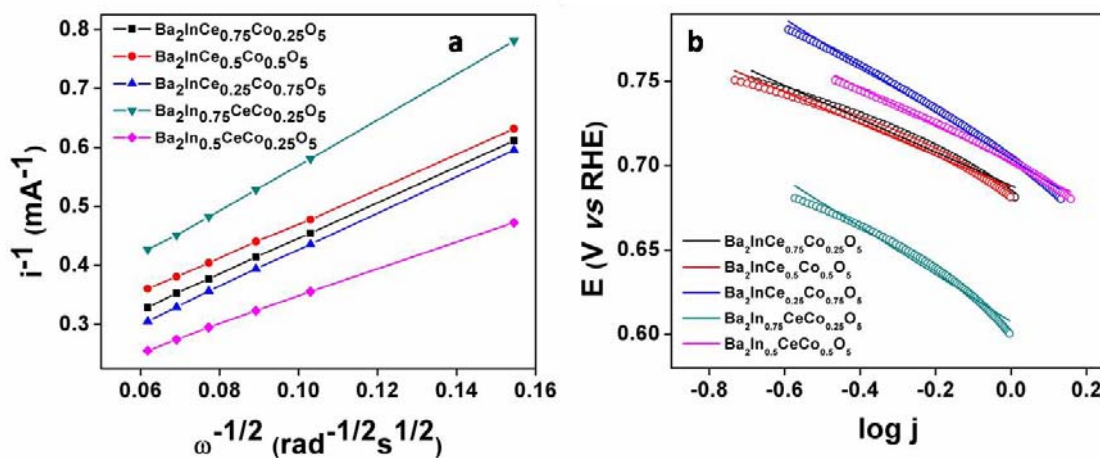 a
Ba2InCe0.75Co0.25O5
Ba2InCe0.5Co0.5O5
Ba2InCe0.25Co0.75O5
Ba2In0.75CeCo0.25O5
Ba2In0.5CeCo0.25O5
i-1 (mA-1)
0.8
0.7
0.6
0.5
0.4
0.3
0.06 0.08 0.10 0.12 0.14 0.16
ω-1/2 (rad-1/2s1/2)
b
E (V vs RHE)
0.75
0.70
0.65
0.60
Ba2InCe0.75Co0.25O5
Ba2InCe0.5Co0.5O5
Ba2InCe0.25Co0.75O5
Ba2In0.75CeCo0.25O5
Ba2In0.5CeCo0.5O5
-0.8 -0.6 -0.4 -0.2 0.0 0.2
log j